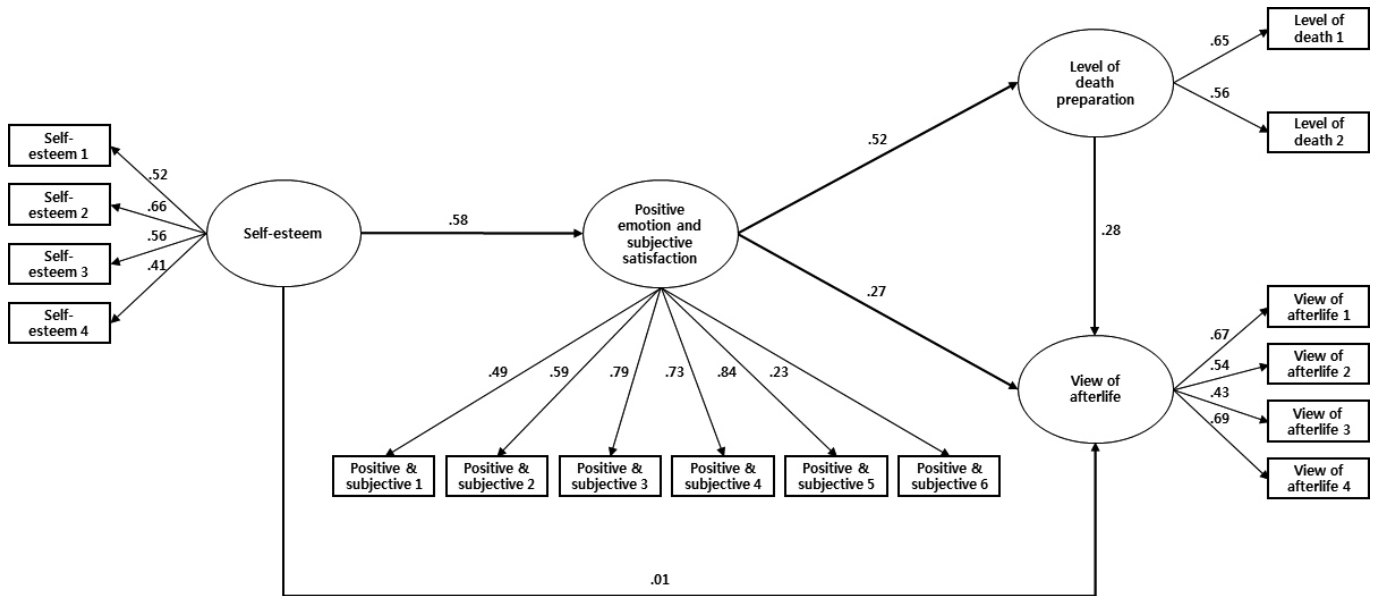 Level of
death 1
.65
Level of
death
preparation
.56
Level of
death 2
Self-
esteem 1
.52
Self-
esteem 2
.66
.56
Self-
esteem 3
.41
Self-
esteem 4
Self-esteem
.58
Positive
emotion and
subjective
satisfaction
.52
.27
.28
View of
afterlife
View of
afterlife 1
.67
View of
afterlife 2
.54
.43
View of
afterlife 3
.69
View of
afterlife 4
.49
.59
.79
.73
.84
.23
Positive &
subjective 1
Positive &
subjective 2
Positive &
subjective 3
Positive &
subjective 4
Positive &
subjective 5
Positive &
subjective 6
.01